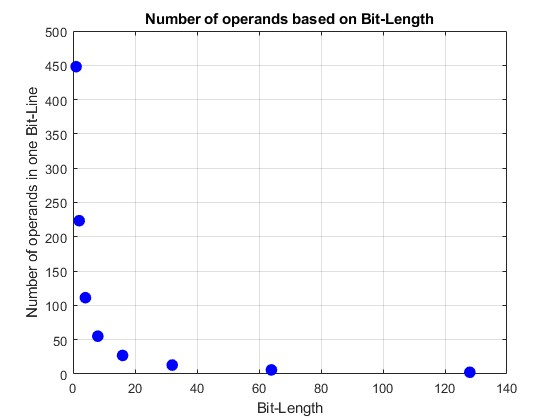 Number of operands based on Bit-Length
500
450
400
350
300
250
200
150
100
50
0
Number of operands in one Bit-Line
0 20 40 60 80 100 120 140
Bit-Length